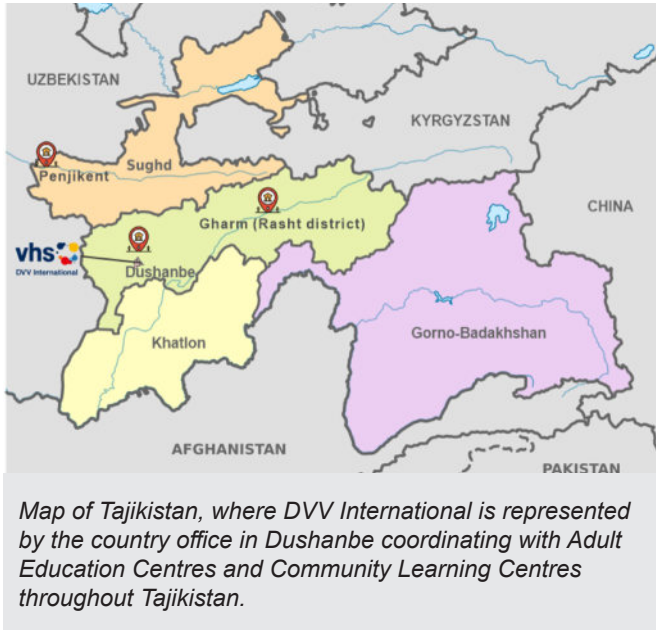 UZBEKISTAN
KYRGYZSTAN
Penjikent
Sughd
CHINA
Gharm (Rasht district)
vhs
DVV International
Dushanbe
Khatlon
Gorno-Badakhshan
AFGHANISTAN
PAKISTAN
Map of Tajikistan, where DVV International is represented
by the country office in Dushanbe coordinating with Adult
Education Centres and Community Learning Centres
throughout Tajikistan.